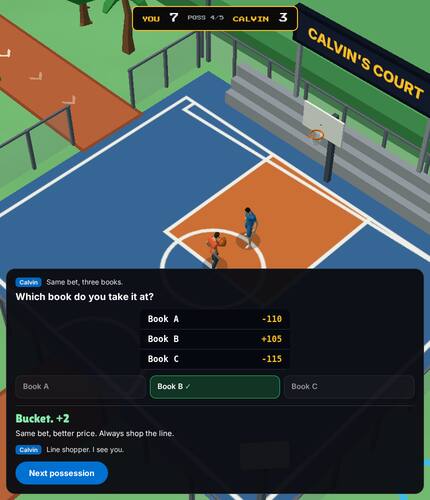 YOU 7 POSS 4/5 CALVIN 3
CALVIN'S COURT
Calvin Same bet, three books.
Which book do you take it at?
Book A -110
Book B +105
Book C -115
Book A Book B ✓ Book C
Bucket. +2
Same bet, better price. Always shop the line.
Calvin Line shopper. I see you.
Next possession